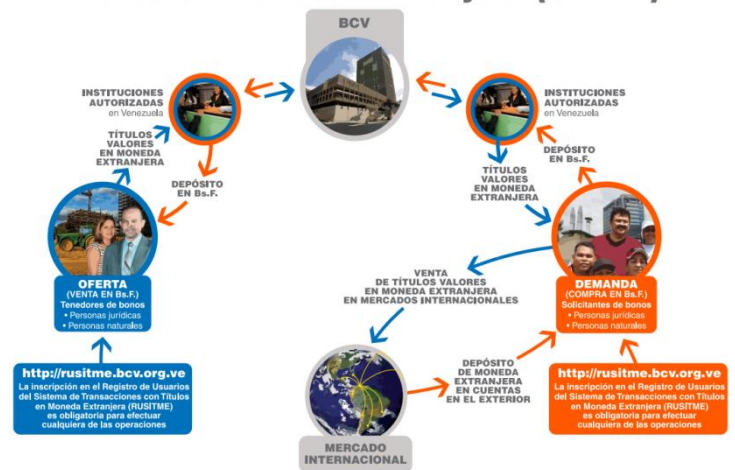 BCV
INSTITUCIONES
AUTORIZADAS
en Venezuela
INSTITUCIONES
AUTORIZADAS
en Venezuela
TÍTULOS
VALORES
EN MONEDA
EXTRANJERA
DEPÓSITO
EN Bs.F.
TÍTULOS
VALORES
EN MONEDA
EXTRANJERA
DEPÓSITO
EN Bs.F.
OFERTA
(VENTA EN Bs.F.)
Tenedores de bonos
• Personas jurídicas
• Personas naturales
DEMANDA
(COMPRA EN Bs.F.)
Solicitantes de bonos
• Personas jurídicas
• Personas naturales
VENTA
DE TÍTULOS VALORES
EN MONEDA EXTRANJERA
EN MERCADOS INTERNACIONALES
DEPÓSITO
DE MONEDA
EXTRANJERA
EN CUENTAS
EN EL EXTERIOR
http://rusitme.bcv.org.ve
La inscripción en el Registro de Usuarios
del Sistema de Transacciones con Títulos
en Moneda Extranjera (RUSITME)
es obligatoria para efectuar
cualquiera de las operaciones
http://rusitme.bcv.org.ve
La inscripción en el Registro de Usuarios
del Sistema de Transacciones con Títulos
en Moneda Extranjera (RUSITME)
es obligatoria para efectuar
cualquiera de las operaciones
MERCADO
INTERNACIONAL